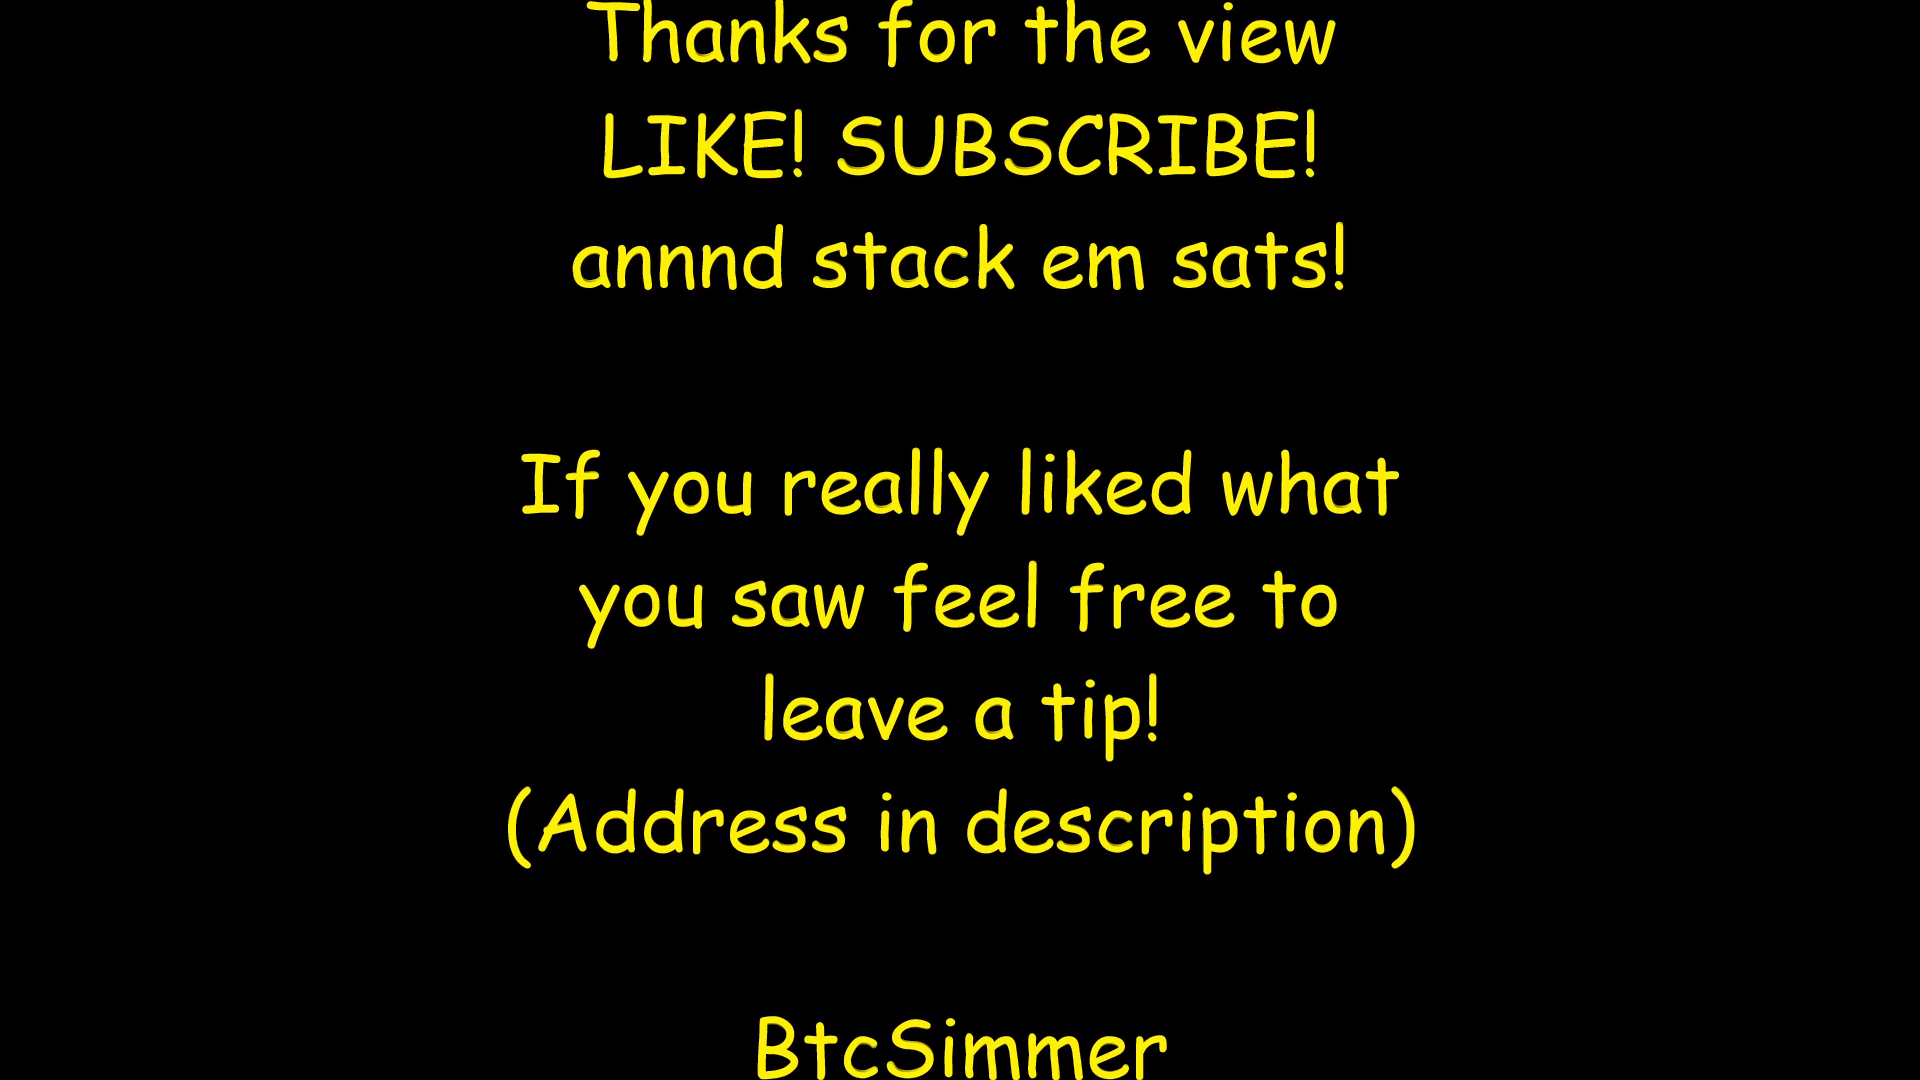 Thanks for the view
LIKE! SUBSCRIBE!
annnd stack em sats!
If you really liked what
you saw feel free to
leave a tip!
(Address in description)
BtcSimmer